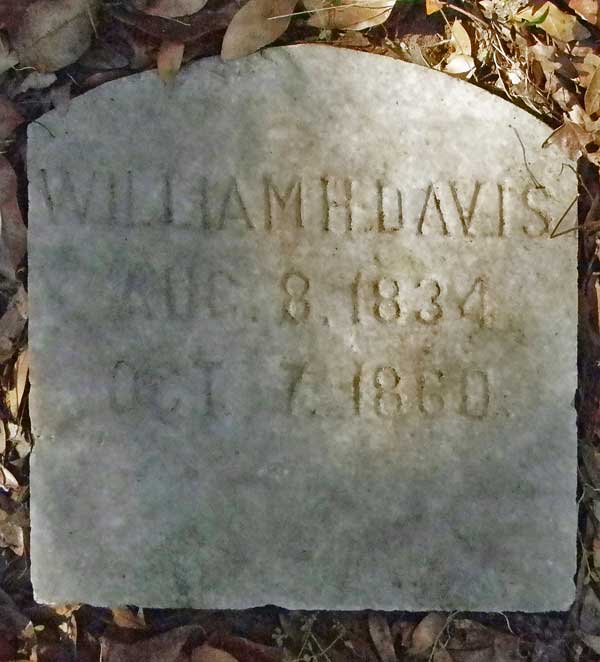 WILLIAM H. DAVIS
AUG. 8, 1834
OCT. 7, 1860.